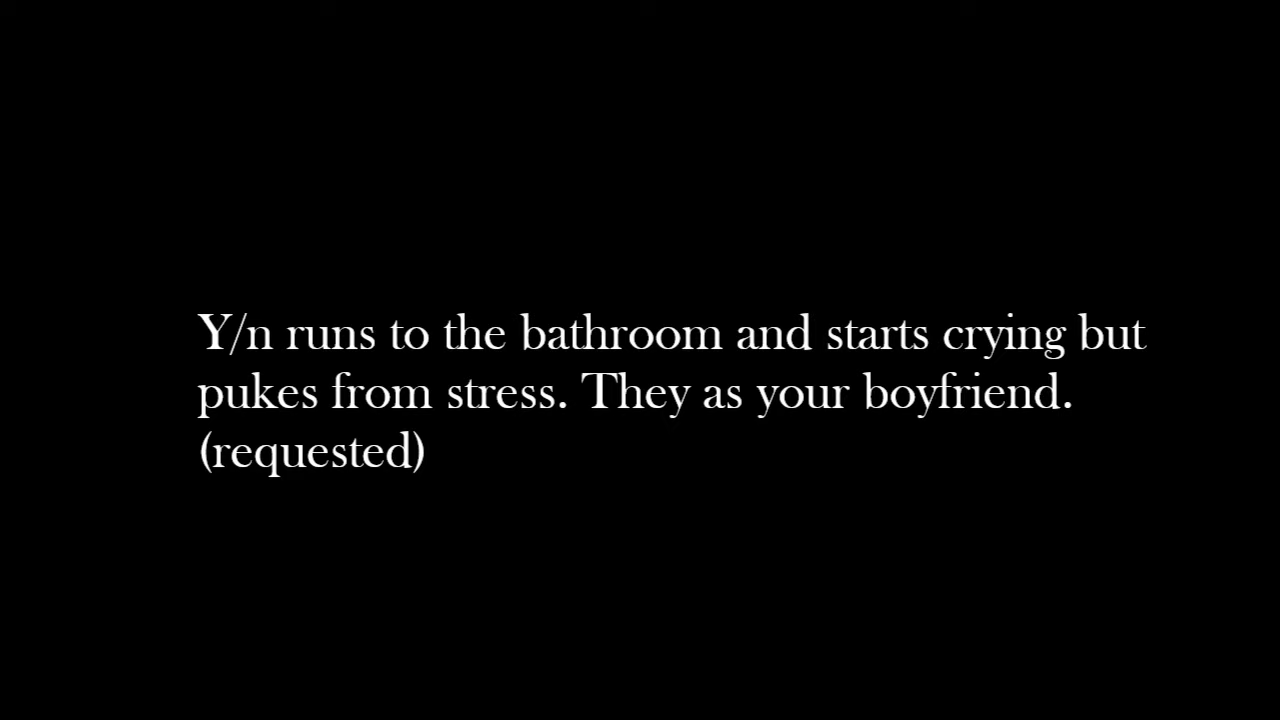 Y/n runs to the bathroom and starts crying but
pukes from stress. They as your boyfriend.
(requested)